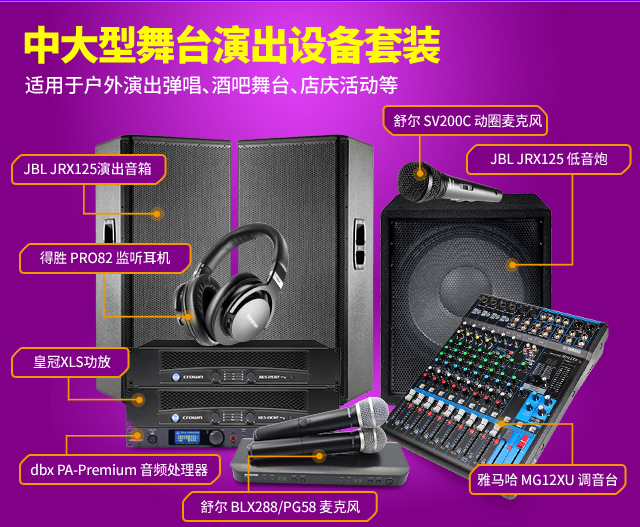 中大型舞台演出设备套装
适用于户外演出弹唱、酒吧舞台、店庆活动等
舒尔 SV200C 动圈麦克风
JBL JRX125演出音箱
JBL JRX125 低音炮
得胜 PRO82 监听耳机
皇冠XLS功放
crown
crown
dbx PA-Premium 音频处理器
雅马哈 MG12XU 调音台
舒尔 BLX288/PG58 麦克风